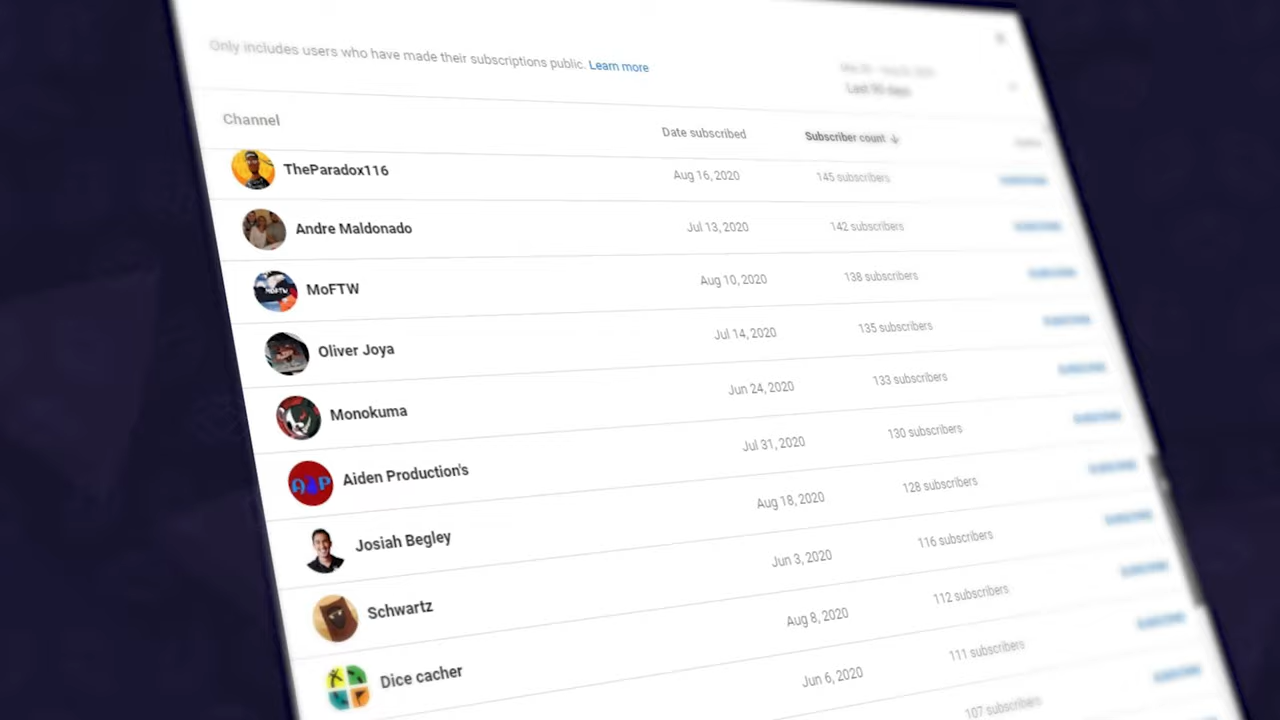 Only includes users who have made their subscriptions public. Learn more
Last 90 days
Channel Date subscribed Subscriber count ↓
TheParadox116 Aug 16, 2020 145 subscribers
Andre Maldonado Jul 13, 2020 142 subscribers
MoFTW Aug 10, 2020 138 subscribers
Oliver Joya Jul 14, 2020 135 subscribers
Monokuma Jun 24, 2020 133 subscribers
Aiden Production's Jul 31, 2020 130 subscribers
Josiah Begley Aug 18, 2020 128 subscribers
Schwartz Jun 3, 2020 116 subscribers
Dice cacher Aug 8, 2020 112 subscribers
Jun 6, 2020 111 subscribers
107 subscribers